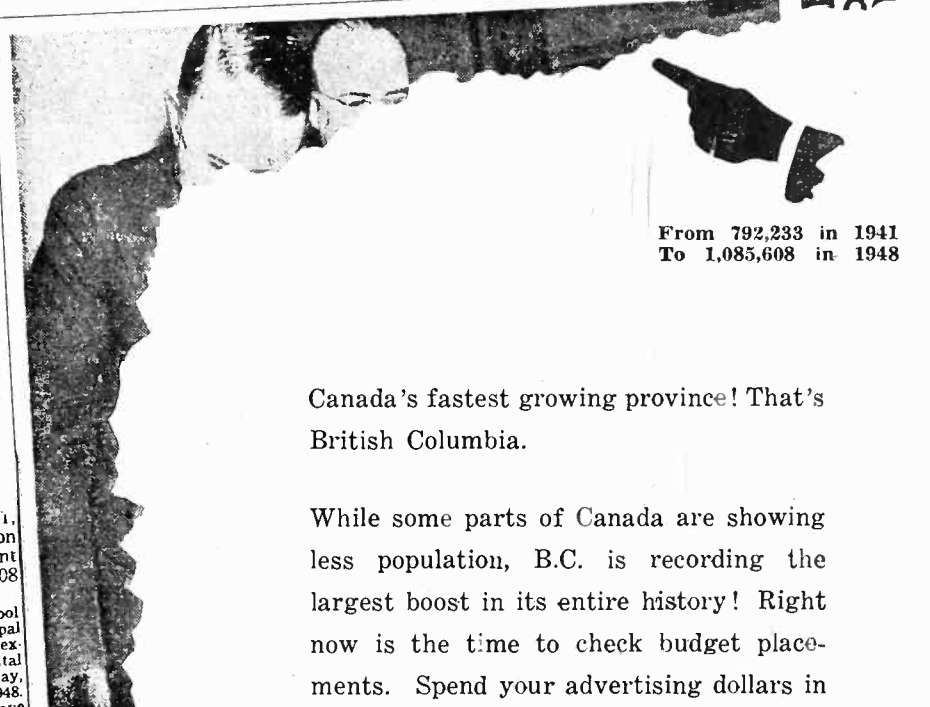 From 792,233 in 1941
To 1,085,608 in 1948
Canada's fastest growing province! That's
British Columbia.
While some parts of Canada are showing
less population, B.C. is recording the
largest boost in its entire history! Right
now is the time to check budget place-
ments. Spend your advertising dollars in